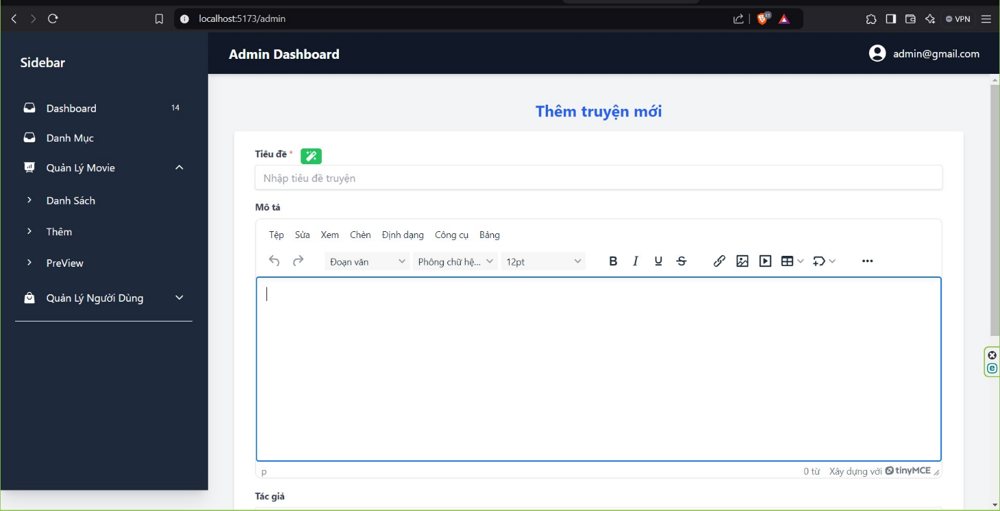 localhost:5173/admin
31
VPN
Sidebar
Admin Dashboard
admin@gmail.com
Dashboard
14
Danh Mục
Quản Lý Movie
Danh Sách
Thêm
PreView
Quản Lý Người Dùng
Thêm truyện mới
Tiêu đề *
Nhập tiêu đề truyện
Mô tả
Tệp Sửa Xem Chèn Định dạng Công cụ Bảng
Đoạn văn Phông chữ hệ... 12pt B I U S
p
0 từ Xây dựng với tinyMCE
Tác giả